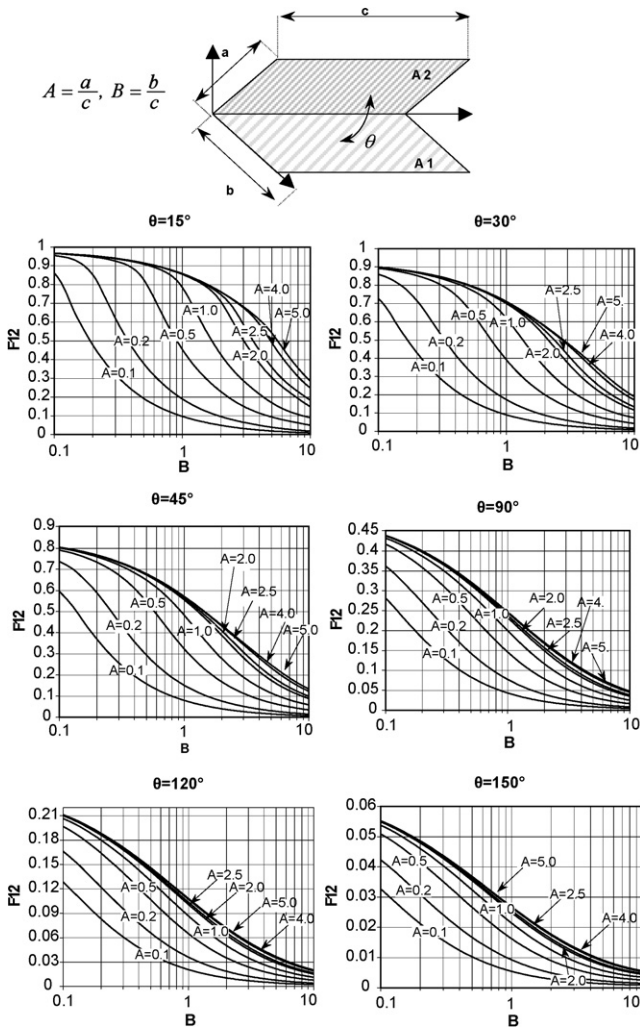 c
a
A = a/c, B = b/c
A 2
θ
A 1
b
θ=15°
1
0.9
0.8
0.7
0.6
0.5
0.4
0.3
0.2
0.1
0
F12
A=4.0
A=5.0
A=1.0
A=2.5
A=0.5
A=2.0
A=0.2
A=0.1
0.1 1 10
B
θ=30°
1
0.9
0.8
0.7
0.6
0.5
0.4
0.3
0.2
0.1
0
F12
A=2.5
A=5.
A=0.5
A=1.0
A=4.0
A=2.0
A=0.2
A=0.1
0.1 1 10
B
θ=45°
0.9
0.8
0.7
0.6
0.5
0.4
0.3
0.2
0.1
0
F12
A=2.0
A=2.5
A=0.5
A=4.0
A=0.2
A=1.0
A=5.0
A=0.1
0.1 1 10
B
θ=90°
0.45
0.4
0.35
0.3
0.25
0.2
0.15
0.1
0.05
0
F12
A=2.0
A=4.
A=0.5
A=1.0
A=2.5
A=0.2
A=5.
A=0.1
0.1 1 10
B
θ=120°
0.21
0.18
0.15
0.12
0.09
0.06
0.03
0
F12
A=2.5
A=2.0
A=0.5
A=5.0
A=0.2
A=1.0
A=4.0
A=0.1
0.1 1 10
B
θ=150°
0.06
0.05
0.04
0.03
0.02
0.01
0
F12
A=5.0
A=0.5
A=2.5
A=0.2
A=1.0
A=4.0
A=0.1
A=2.0
0.1 1 10
B